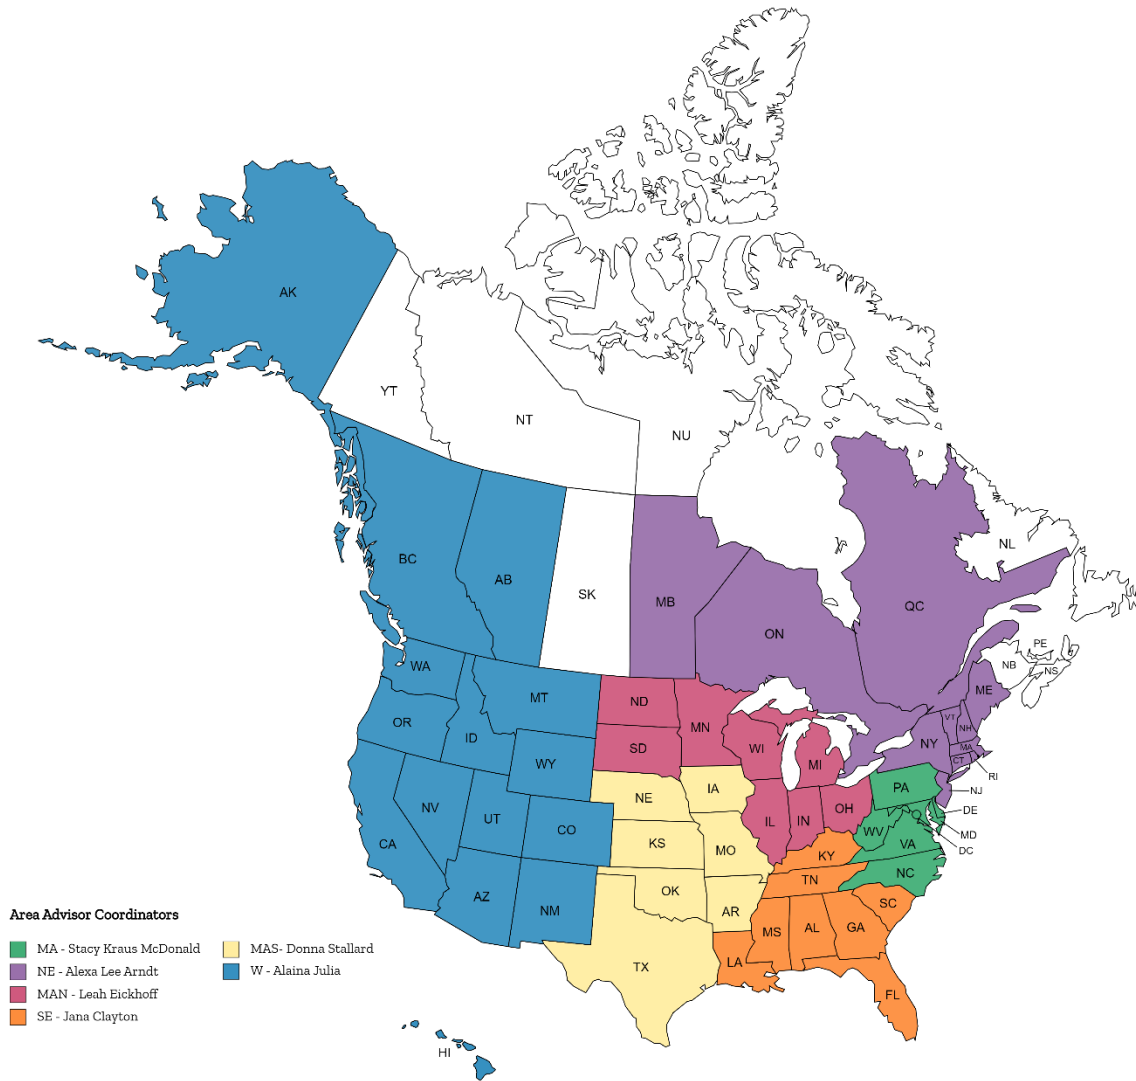 AK
YT
NT
NU
BC
AB
SK
MB
ON
QC
NL
PE
NB
NS
WA
MT
ND
MN
ME
VT
NH
OR
ID
SD
WI
MI
NY
MA
CT
RI
WY
NE
IA
PA
NJ
NV
UT
CO
KS
MO
IL
IN
OH
WV
VA
DE
MD
DC
CA
KY
NC
AZ
NM
OK
AR
TN
SC
MS
AL
GA
TX
LA
FL
HI
Area Advisor Coordinators
MA - Stacy Kraus McDonald
NE - Alexa Lee Arndt
MAN - Leah Eickhoff
SE - Jana Clayton
MAS- Donna Stallard
W - Alaina Julia